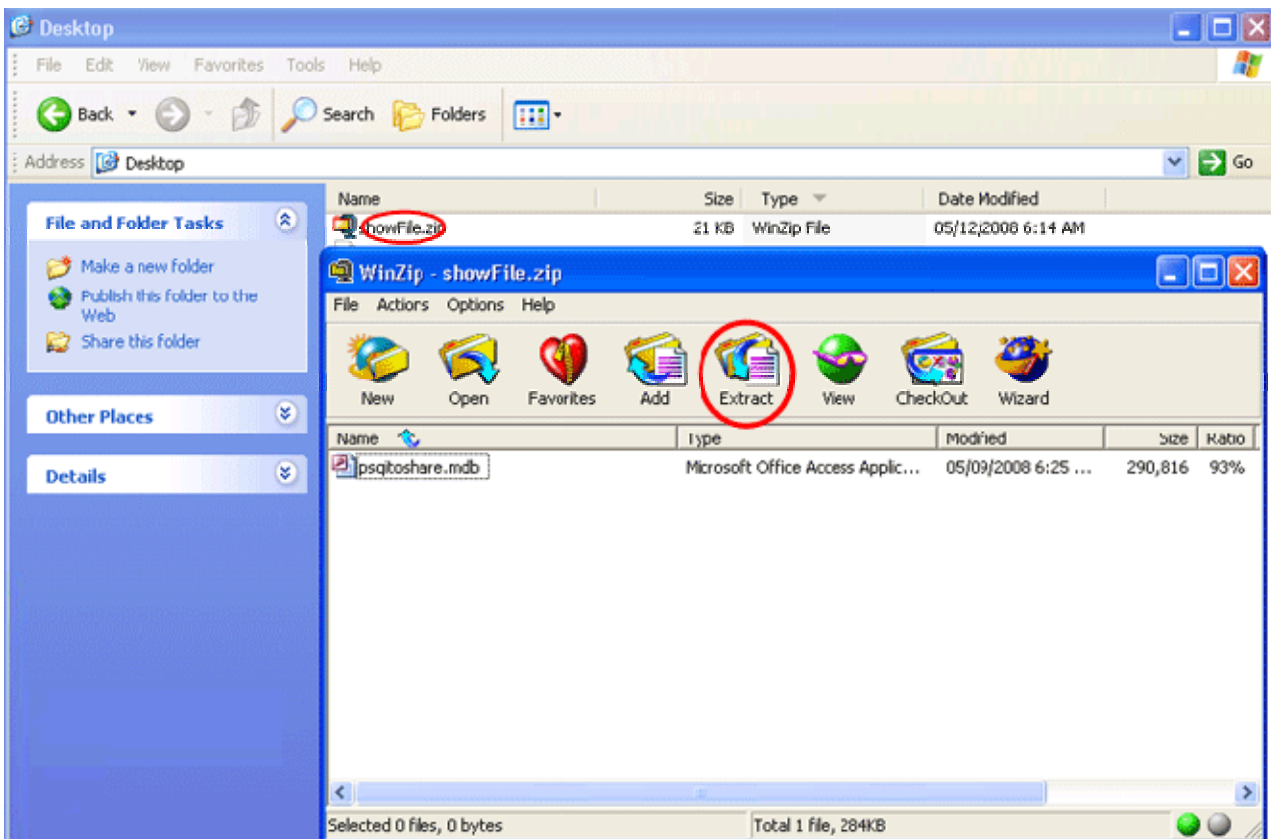 Desktop
File Edit View Favorites Tools Help
Back Search Folders
Address Desktop Go
Name Size Type Date Modified
File and Folder Tasks
showFile.zip 21 KB WinZip File 05/12/2008 6:14 AM
Make a new folder
Publish this folder to the
Web
Share this folder
Other Places
Details
WinZip - showFile.zip
File Actions Options Help
New Open Favorites Add Extract View CheckOut Wizard
Name Type Modified Size Ratio
psqitoshare.mdb Microsoft Office Access Applic... 05/09/2008 6:25 ... 290,816 93%
Selected 0 files, 0 bytes Total 1 file, 284KB